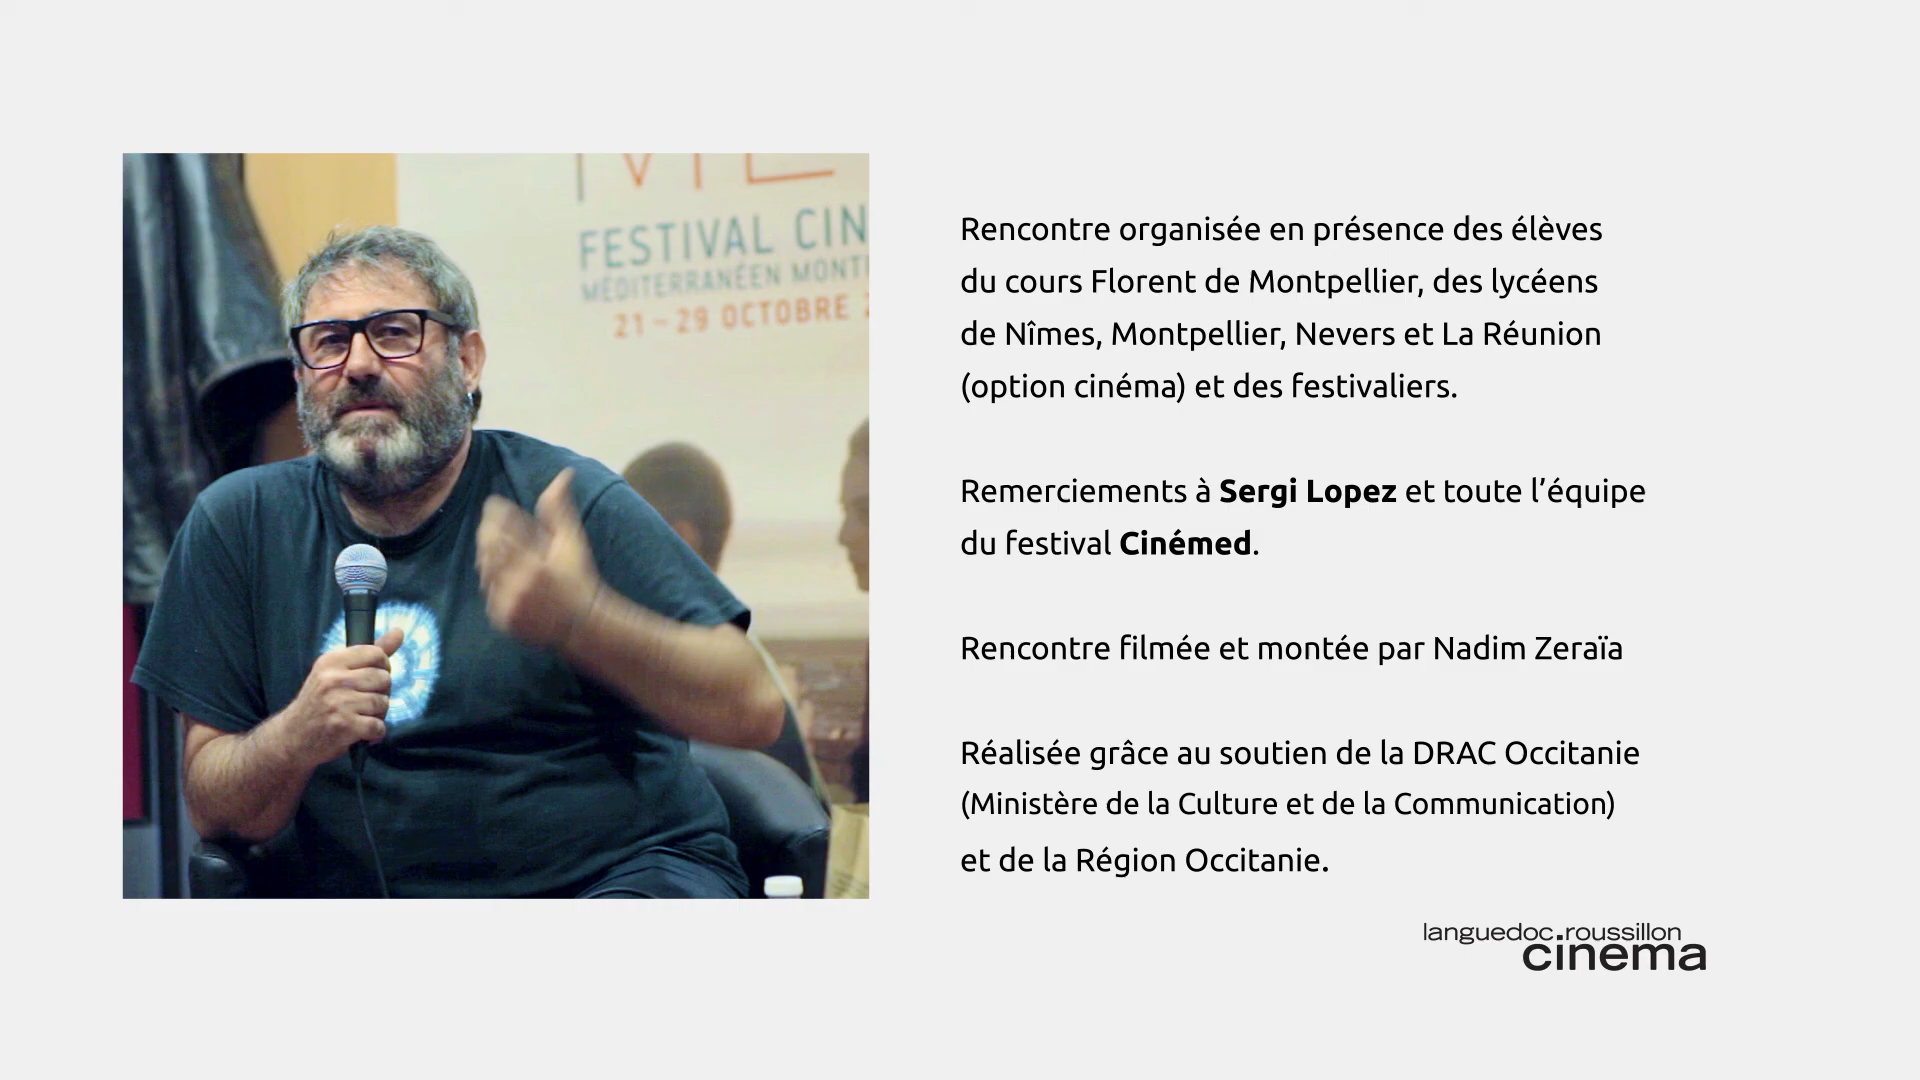 FESTIVAL CIN
MÉDITERRANÉEN MONT
21 – 29 OCTOBRE
Rencontre organisée en présence des élèves
du cours Florent de Montpellier, des lycéens
de Nîmes, Montpellier, Nevers et La Réunion
(option cinéma) et des festivaliers.
Remerciements à Sergi Lopez et toute l’équipe
du festival Cinémed.
Rencontre filmée et montée par Nadim Zeraïa
Réalisée grâce au soutien de la DRAC Occitanie
(Ministère de la Culture et de la Communication)
et de la Région Occitanie.
languedoc.roussillon
cinema